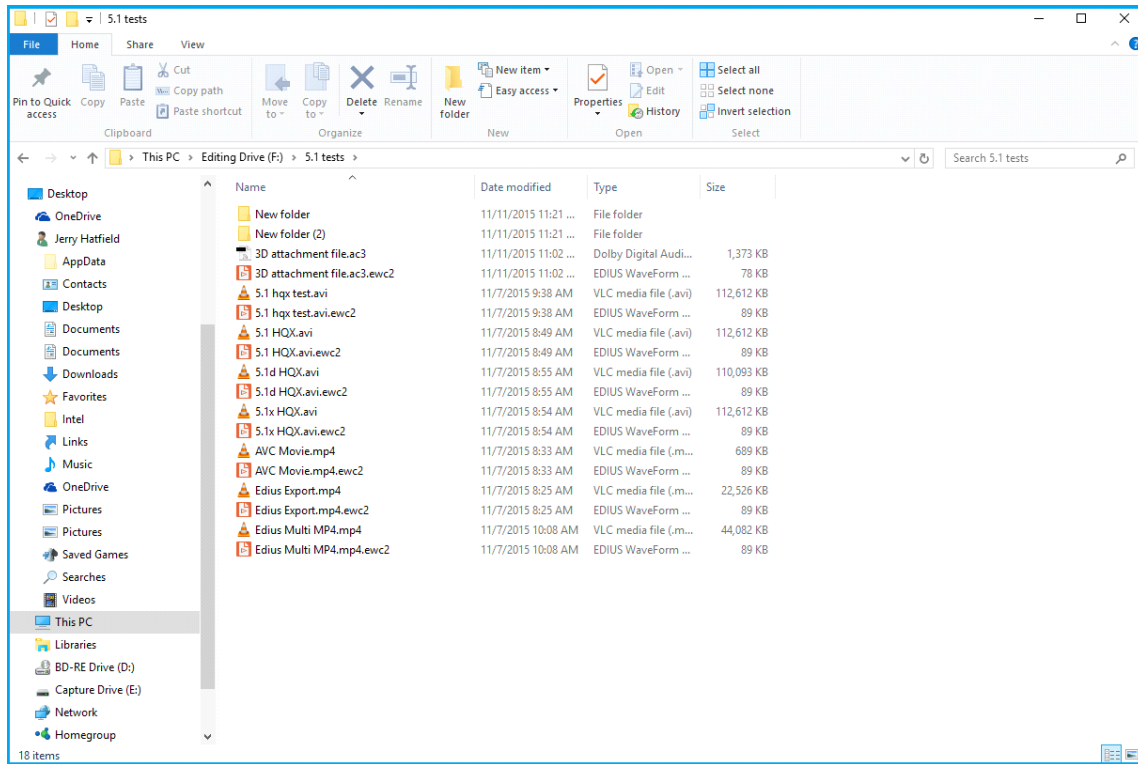 5.1 tests
File Home Share View
Pin to Quick access
Copy
Paste
Cut
Copy path
Paste shortcut
Clipboard
Move to
Copy to
Delete
Rename
Organize
New folder
New item
Easy access
New
Properties
Open
Edit
History
Open
Select all
Select none
Invert selection
Select
This PC > Editing Drive (F:) > 5.1 tests >
Search 5.1 tests
Desktop
OneDrive
Jerry Hatfield
AppData
Contacts
Desktop
Documents
Documents
Downloads
Favorites
Intel
Links
Music
OneDrive
Pictures
Pictures
Saved Games
Searches
Videos
This PC
Libraries
BD-RE Drive (D:)
Capture Drive (E:)
Network
Homegroup
Name Date modified Type Size
New folder 11/11/2015 11:21 ... File folder
New folder (2) 11/11/2015 11:21 ... File folder
3D attachment file.ac3 11/11/2015 11:02 ... Dolby Digital Audi... 1,373 KB
3D attachment file.ac3.ewc2 11/11/2015 11:02 ... EDIUS WaveForm ... 78 KB
5.1 hqx test.avi 11/7/2015 9:38 AM VLC media file (.avi) 112,612 KB
5.1 hqx test.avi.ewc2 11/7/2015 9:38 AM EDIUS WaveForm ... 89 KB
5.1 HQX.avi 11/7/2015 8:49 AM VLC media file (.avi) 112,612 KB
5.1 HQX.avi.ewc2 11/7/2015 8:49 AM EDIUS WaveForm ... 89 KB
5.1d HQX.avi 11/7/2015 8:55 AM VLC media file (.avi) 110,093 KB
5.1d HQX.avi.ewc2 11/7/2015 8:55 AM EDIUS WaveForm ... 89 KB
5.1x HQX.avi 11/7/2015 8:54 AM VLC media file (.avi) 112,612 KB
5.1x HQX.avi.ewc2 11/7/2015 8:54 AM EDIUS WaveForm ... 89 KB
AVC Movie.mp4 11/7/2015 8:33 AM VLC media file (.m... 689 KB
AVC Movie.mp4.ewc2 11/7/2015 8:33 AM EDIUS WaveForm ... 89 KB
Edius Export.mp4 11/7/2015 8:25 AM VLC media file (.m... 22,526 KB
Edius Export.mp4.ewc2 11/7/2015 8:25 AM EDIUS WaveForm ... 89 KB
Edius Multi MP4.mp4 11/7/2015 10:08 AM VLC media file (.m... 44,082 KB
Edius Multi MP4.mp4.ewc2 11/7/2015 10:08 AM EDIUS WaveForm ... 89 KB
18 items